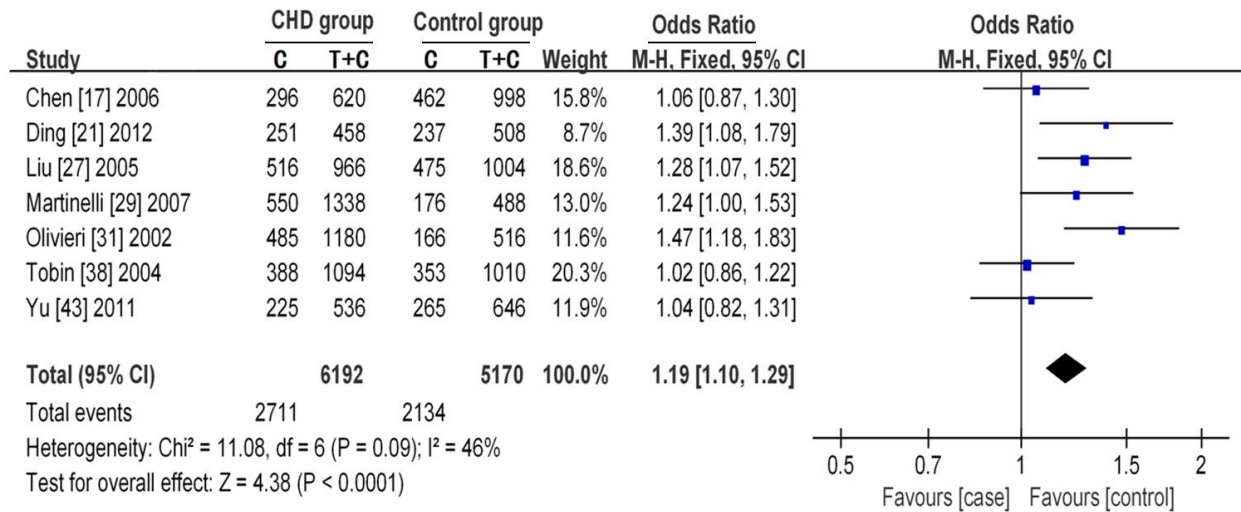 CHD group Control group Odds Ratio Odds Ratio
Study C T+C C T+C Weight M-H, Fixed, 95% CI M-H, Fixed, 95% CI
Chen [17] 2006 296 620 462 998 15.8% 1.06 [0.87, 1.30]
Ding [21] 2012 251 458 237 508 8.7% 1.39 [1.08, 1.79]
Liu [27] 2005 516 966 475 1004 18.6% 1.28 [1.07, 1.52]
Martinelli [29] 2007 550 1338 176 488 13.0% 1.24 [1.00, 1.53]
Olivieri [31] 2002 485 1180 166 516 11.6% 1.47 [1.18, 1.83]
Tobin [38] 2004 388 1094 353 1010 20.3% 1.02 [0.86, 1.22]
Yu [43] 2011 225 536 265 646 11.9% 1.04 [0.82, 1.31]
Total (95% CI) 6192 5170 100.0% 1.19 [1.10, 1.29]
Total events 2711 2134
Heterogeneity: Chi² = 11.08, df = 6 (P = 0.09); I² = 46%
Test for overall effect: Z = 4.38 (P < 0.0001)
0.5 0.7 1 1.5 2
Favours [case] Favours [control]